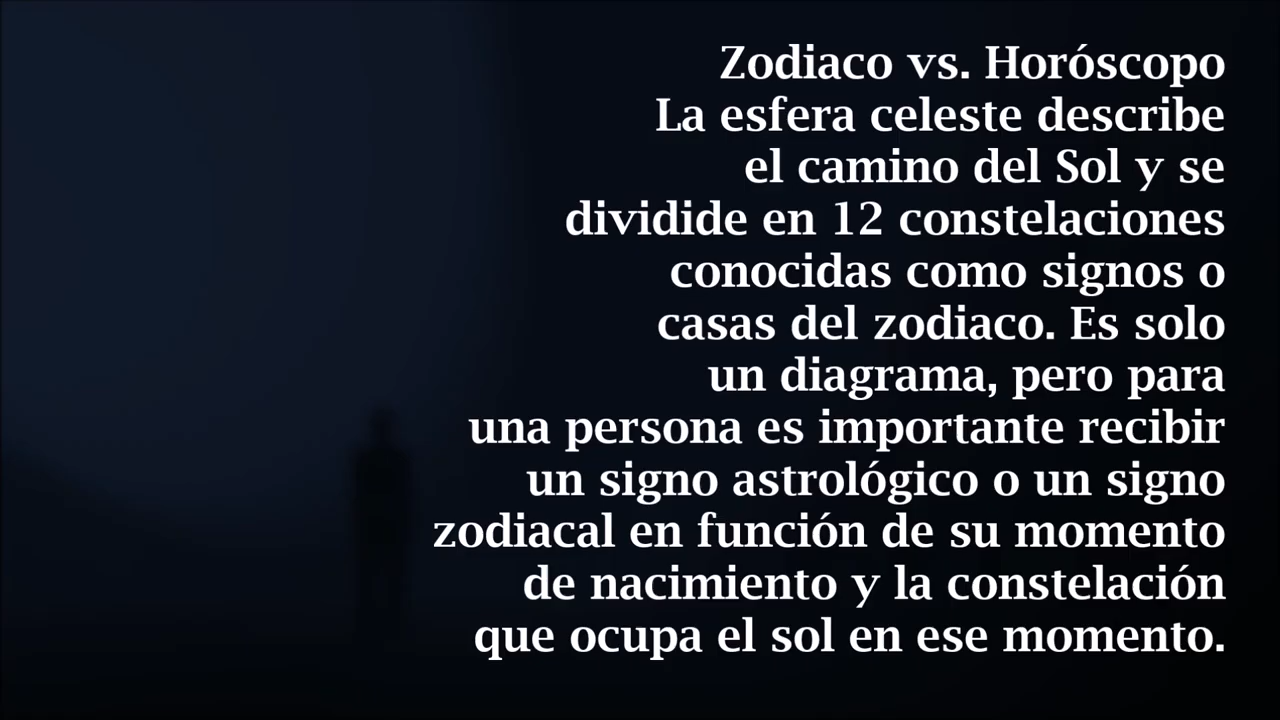 Zodiaco vs. Horóscopo
La esfera celeste describe
el camino del Sol y se
dividide en 12 constelaciones
conocidas como signos o
casas del zodiaco. Es solo
un diagrama, pero para
una persona es importante recibir
un signo astrológico o un signo
zodiacal en función de su momento
de nacimiento y la constelación
que ocupa el sol en ese momento.